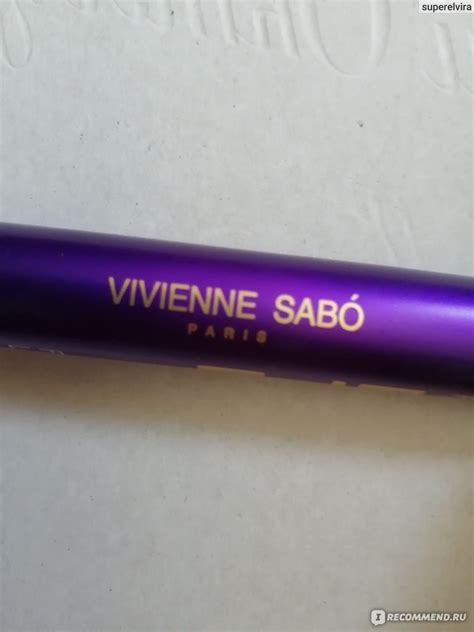 superelvira
VIVIENNE SABÓ
PARIS
I RECOMMEND.RU